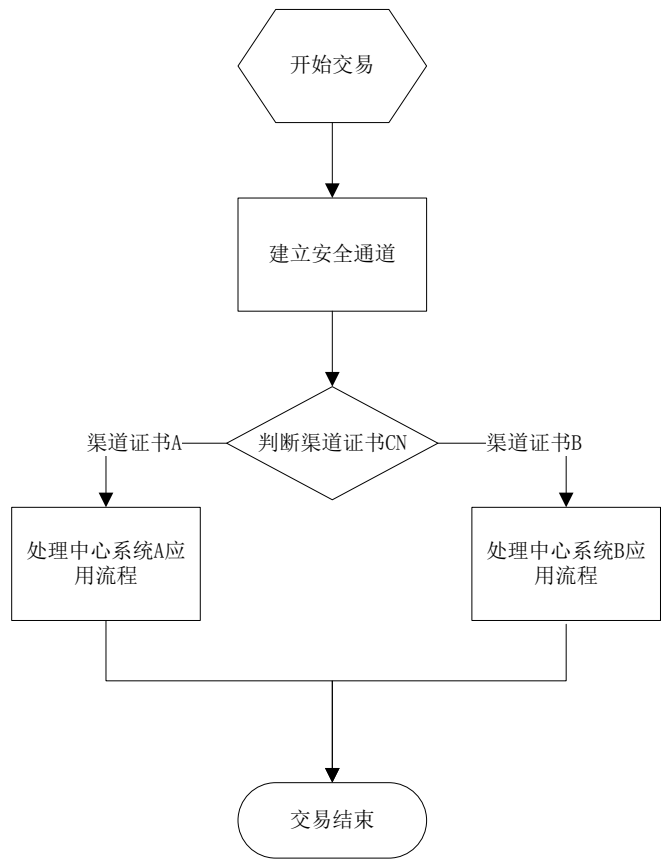 开始交易
建立安全通道
渠道证书A
判断渠道证书CN
渠道证书B
处理中心系统A应
用流程
处理中心系统B应
用流程
交易结束